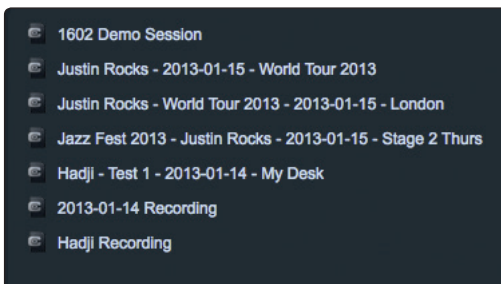 1602 Demo Session
Justin Rocks - 2013-01-15 - World Tour 2013
Justin Rocks - World Tour 2013 - 2013-01-15 - London
Jazz Fest 2013 - Justin Rocks - 2013-01-15 - Stage 2 Thurs
Hadji - Test 1 - 2013-01-14 - My Desk
2013-01-14 Recording
Hadji Recording